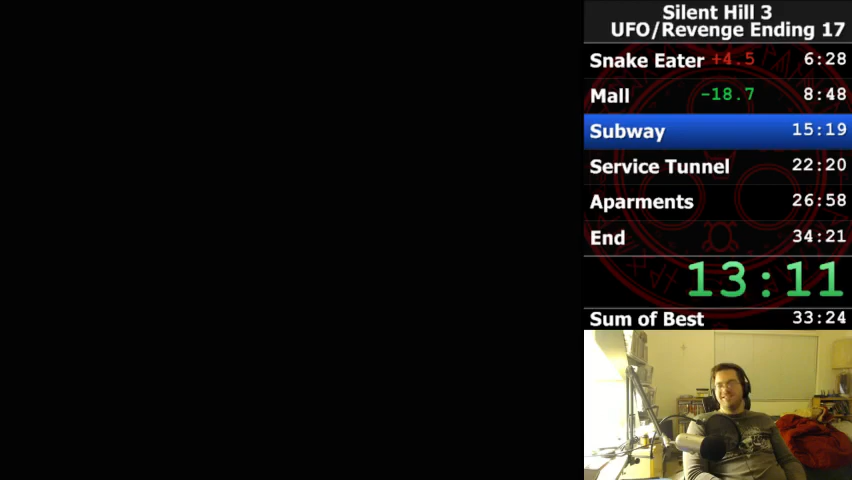 Silent Hill 3
UFO/Revenge Ending 17
Snake Eater +4.5 6:28
Mall -18.7 8:48
Subway 15:19
Service Tunnel 22:20
Aparments 26:58
End 34:21
13:11
Sum of Best 33:24